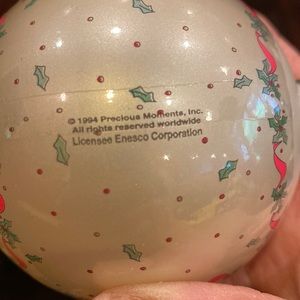 © 1994 Precious Moments, Inc.
All rights reserved worldwide
Licensee Enesco Corporation